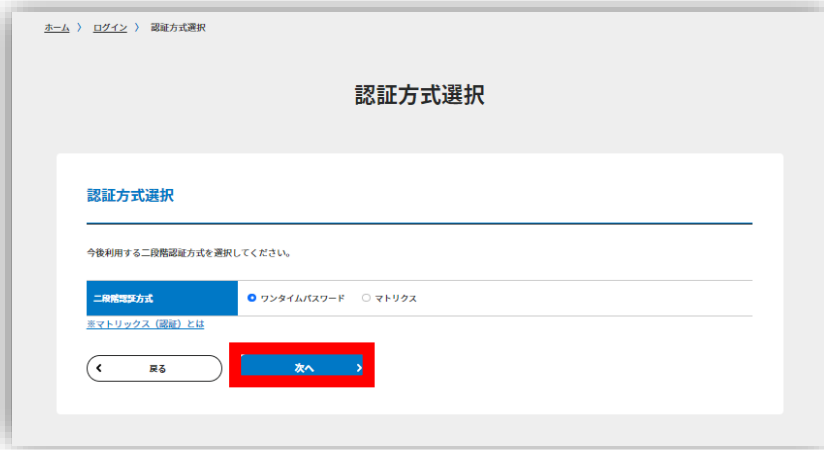 ホーム 〉 ログイン 〉 認証方式選択
認証方式選択
認証方式選択
今後利用する二段階認証方式を選択してください。
二段階認証方式 ワンタイムパスワード マトリクス
※マトリックス（認証）とは
戻る 次へ